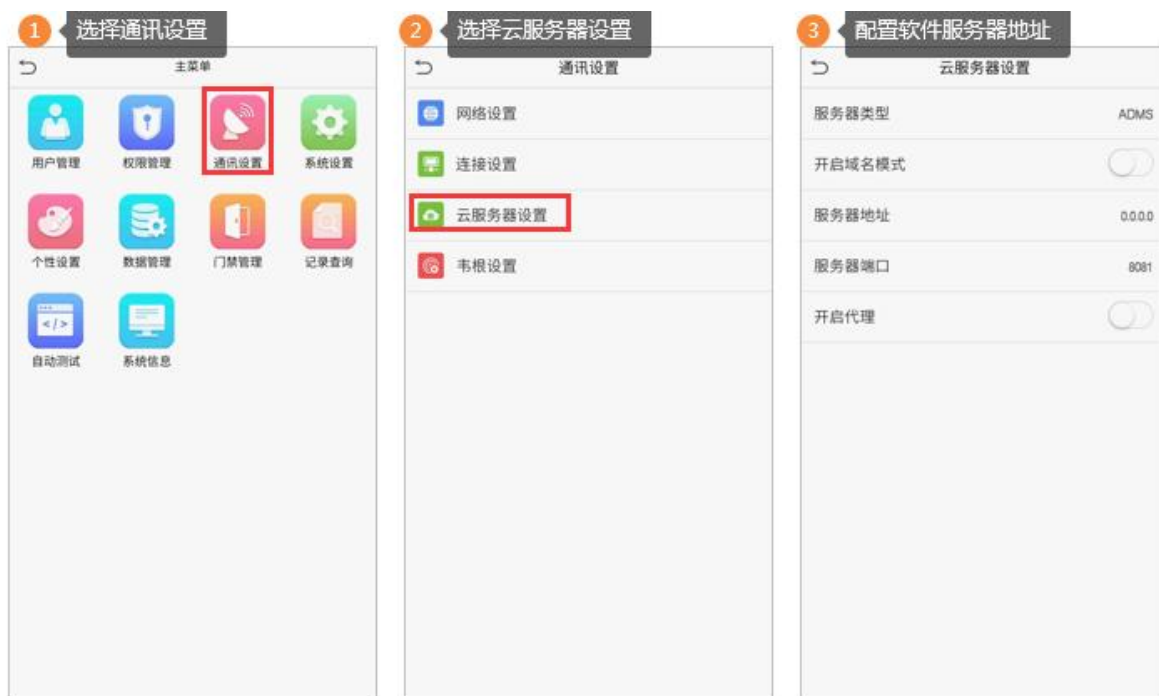 1 选择通讯设置
主菜单
用户管理 权限管理 通讯设置 系统设置
个性设置 数据管理 门禁管理 记录查询
</>
自动测试 系统信息
2 选择云服务器设置
通讯设置
网络设置
连接设置
云服务器设置
韦根设置
3 配置软件服务器地址
云服务器设置
服务器类型 ADMS
开启域名模式
服务器地址 0.0.0.0
服务器端口 8081
开启代理